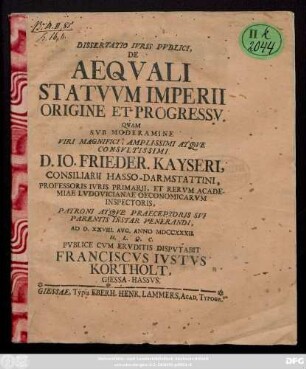 II k
2044
DISSERTATIO IVRIS PVBLICI,
DE
AEQVALI
STATVVM IMPERII
ORIGINE ET PROGRESSV.
QVAM
SVB MODERAMINE
VIRI MAGNIFICI, AMPLISSIMI ATQVE
CONSVLTISSIMI
D. IO. FRIEDER. KAYSERI,
CONSILIARII HASSO-DARMSTATTINI,
PROFESSORIS IVRIS PRIMARII, ET RERVM ACADE-
MIAE LVDOVICIANAE OECONOMICARVM
INSPECTORIS,
PATRONI ATQVE PRAECEPTORIS SVI
PARENTIS INSTAR VENERANDI,
AD D. XXVIII. AVG. ANNO MDCCXXXII
H. L. Q. C.
PVBLICE CVM ERVDITIS DISPVTABIT
FRANCISCVS IVSTVS
KORTHOLT,
GIESSA-HASSVS.
GIESSAE, Typis EBERH. HENR. LAMMERS, Acad. Typogr.